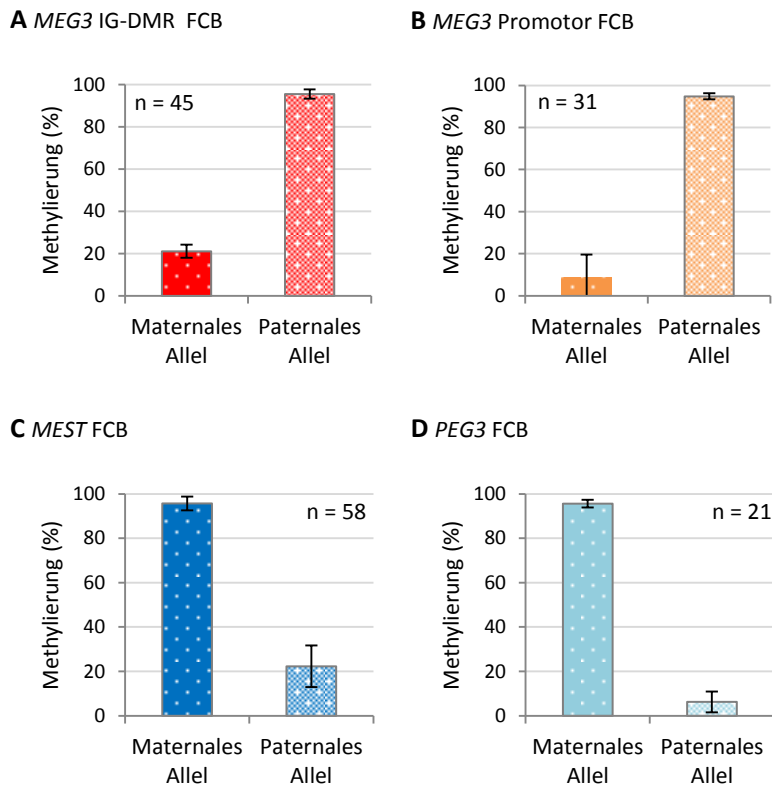 A MEG3 IG-DMR FCB
Methylierung (%)
100
80
60
40
20
0
n = 45
Maternales
Allel
Paternales
Allel
B MEG3 Promotor FCB
Methylierung (%)
100
80
60
40
20
0
n = 31
Maternales
Allel
Paternales
Allel
C MEST FCB
Methylierung (%)
100
80
60
40
20
0
n = 58
Maternales
Allel
Paternales
Allel
D PEG3 FCB
Methylierung (%)
100
80
60
40
20
0
n = 21
Maternales
Allel
Paternales
Allel